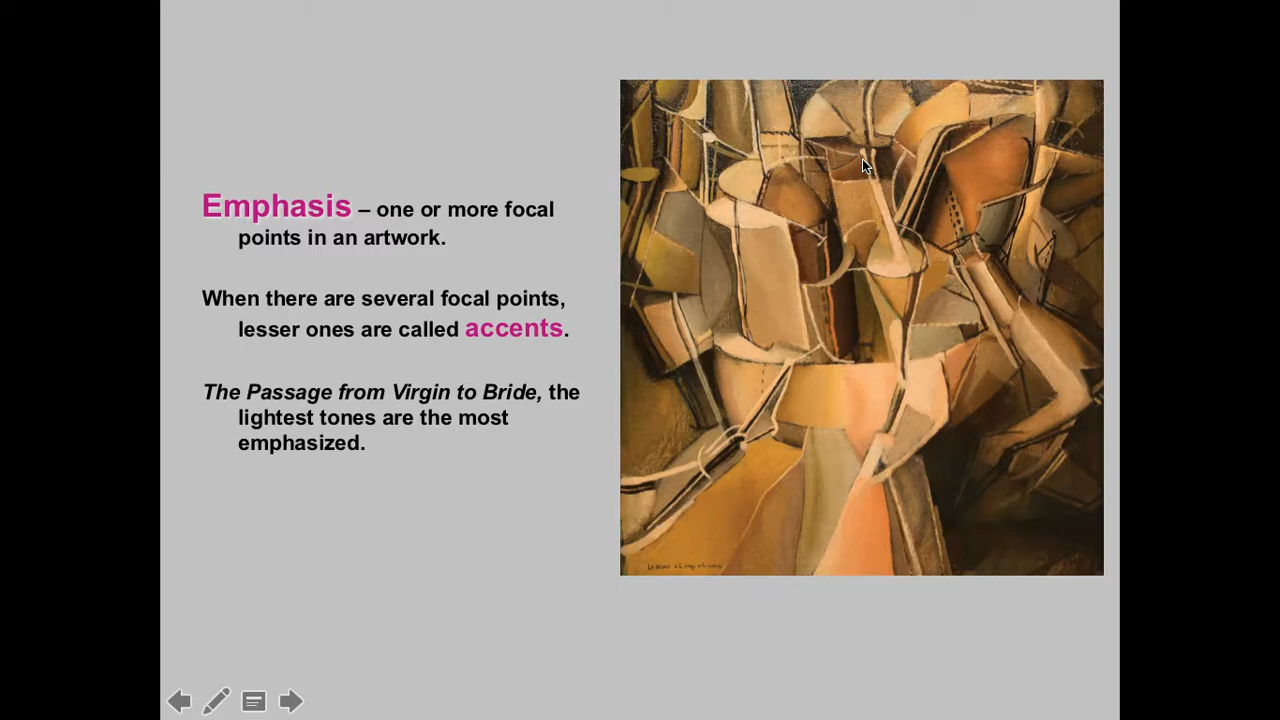 Emphasis – one or more focal
points in an artwork.
When there are several focal points,
lesser ones are called accents.
The Passage from Virgin to Bride, the
lightest tones are the most
emphasized.